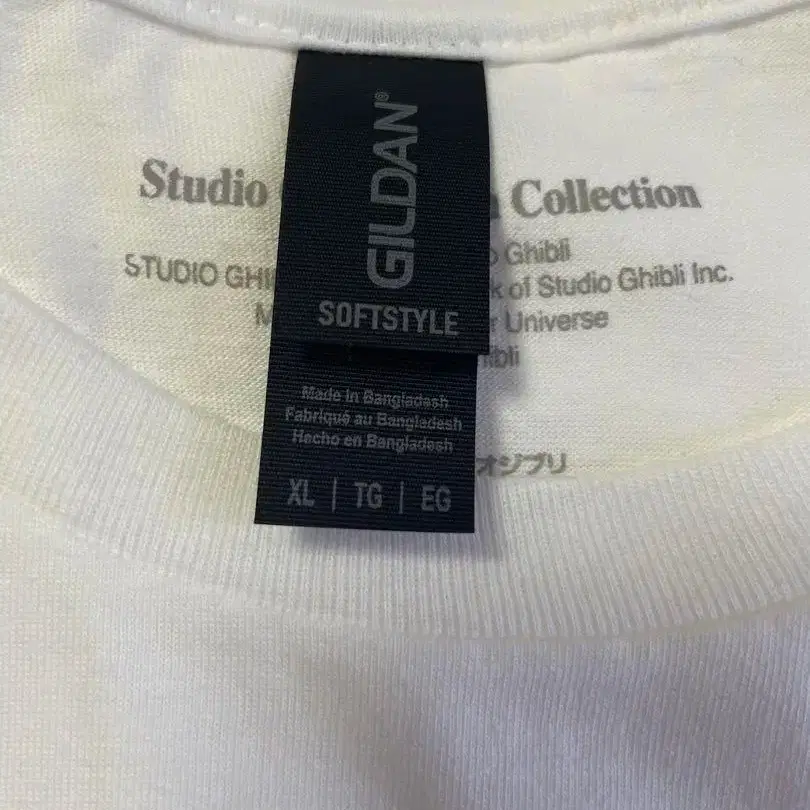 GILDAN®
SOFTSTYLE
Made in Bangladesh
Fabriqué au Bangladesh
Hecho en Bangladesh
XL | TG | EG
Studio Collection
Ghibli
STUDIO of Studio Ghibli Inc.
Universe
オジブリ